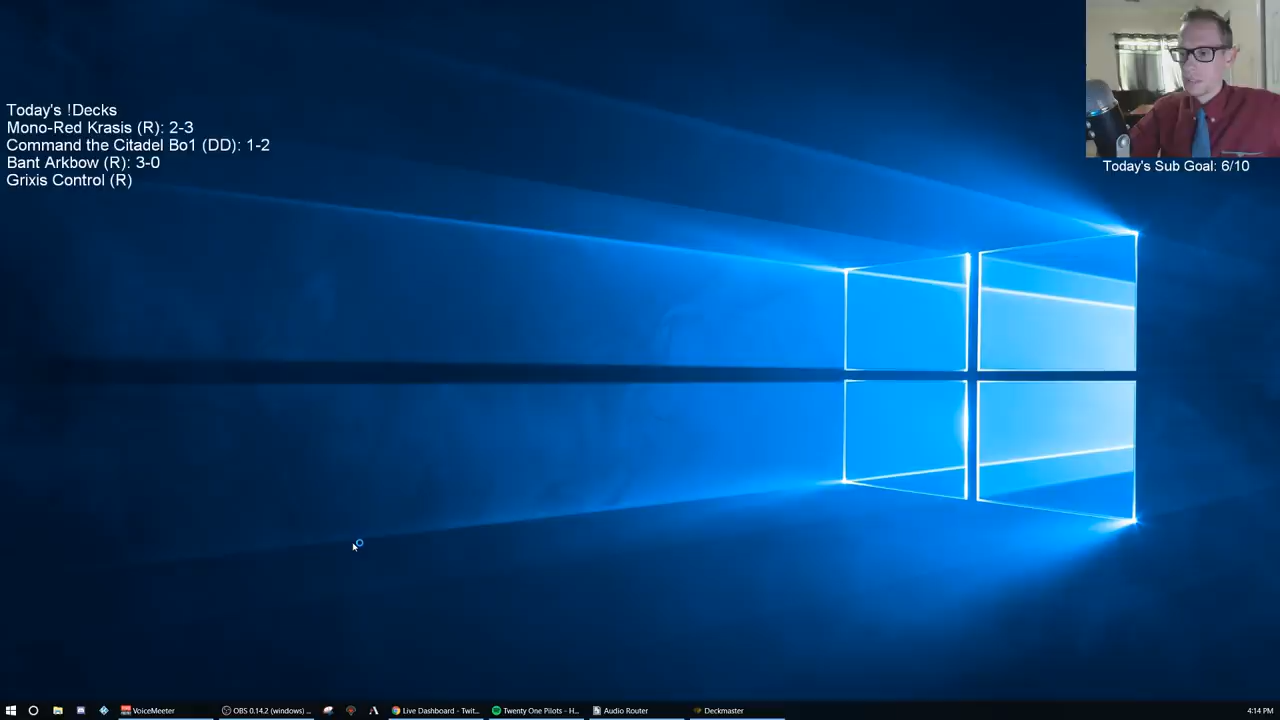 Today's !Decks
Mono-Red Krasis (R): 2-3
Command the Citadel Bo1 (DD): 1-2
Bant Arkbow (R): 3-0
Grixis Control (R)
Today's Sub Goal: 6/10
VoiceMeeter
OBS 0.14.2 (windows) ...
Live Dashboard - Twit...
Twenty One Pilots - H...
Audio Router
Deckmaster
4:14 PM